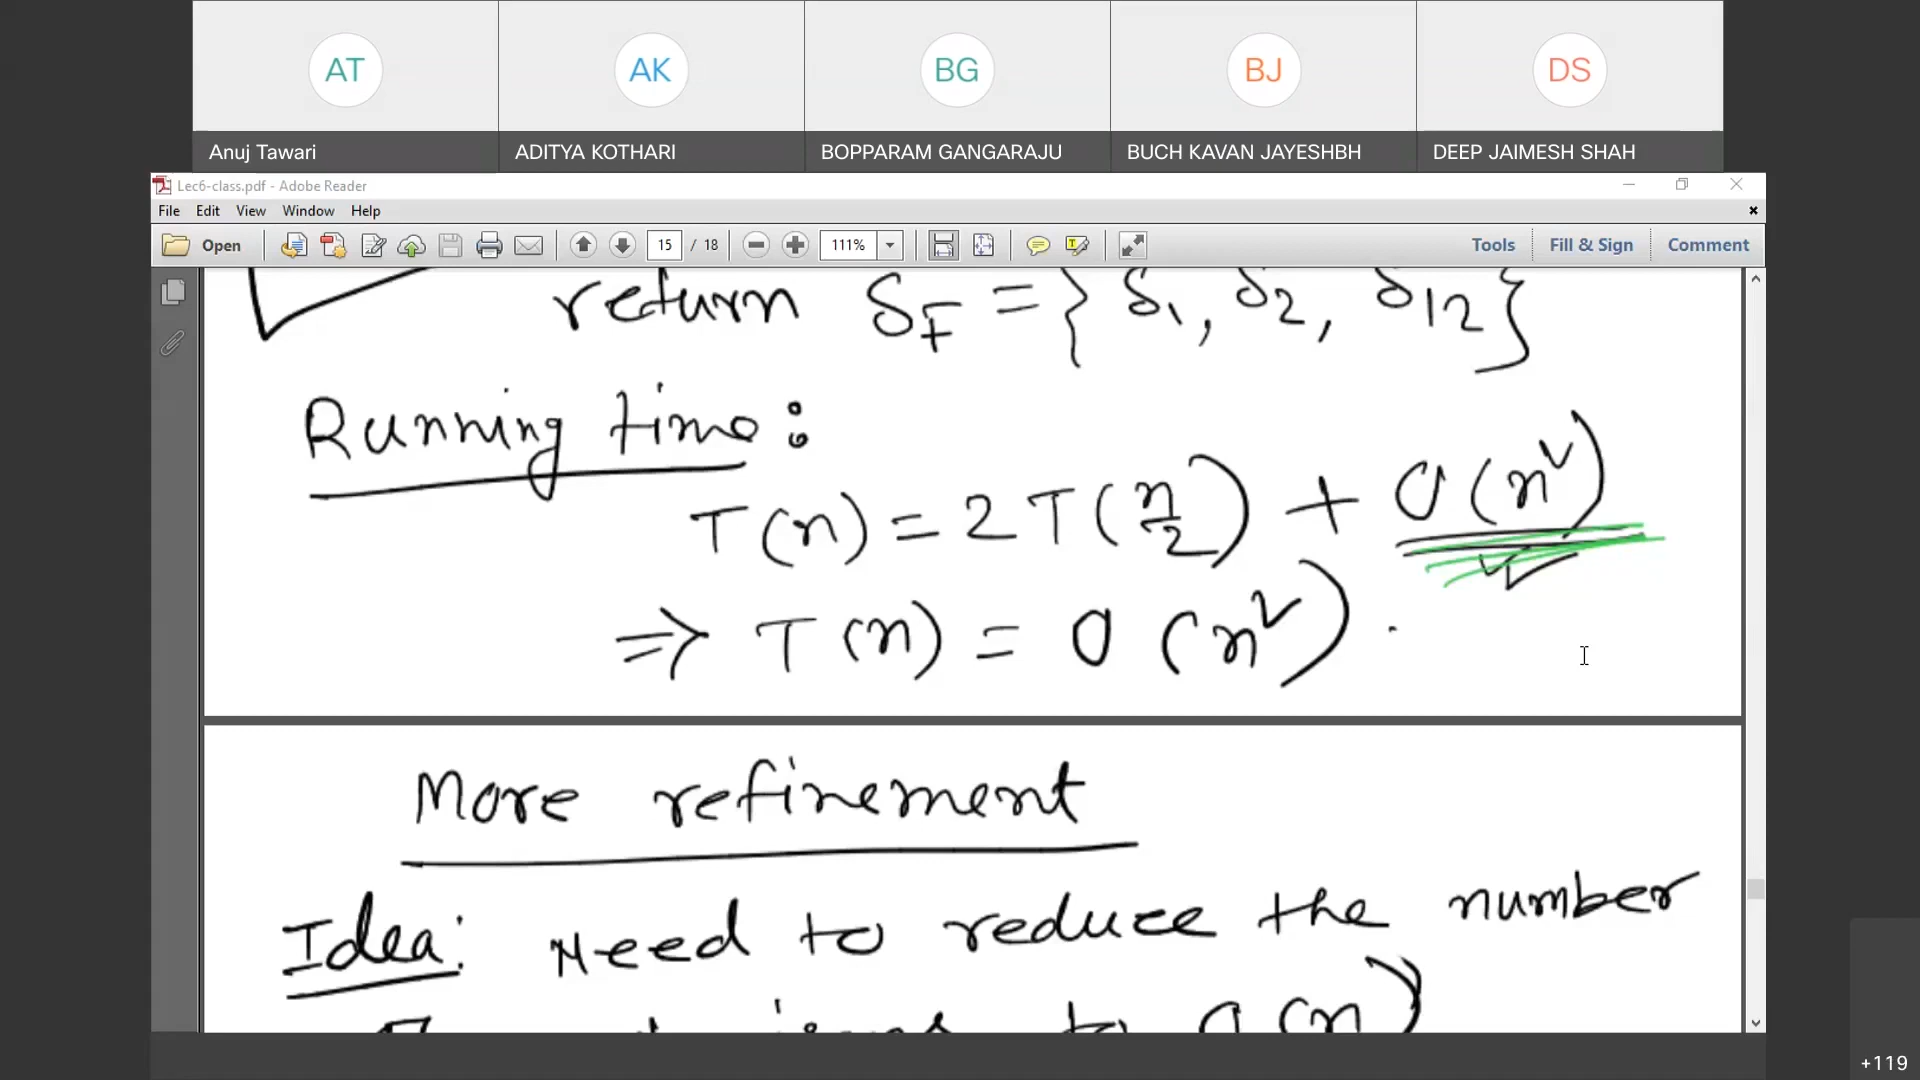 AT AK BG BJ DS
Anuj Tawari ADITYA KOTHARI BOPPARAM GANGARAJU BUCH KAVAN JAYESHBH DEEP JAIMESH SHAH
Lec6-class.pdf - Adobe Reader
File Edit View Window Help
Open 15 / 18 111% Tools Fill & Sign Comment
return δF = { δ1, δ2, δ12 }
Running time:
T(n) = 2T(n/2) + O(n²)
⇒ T(n) = O(n²).
More refinement
Idea: Need to reduce the number
to O(n)
+119